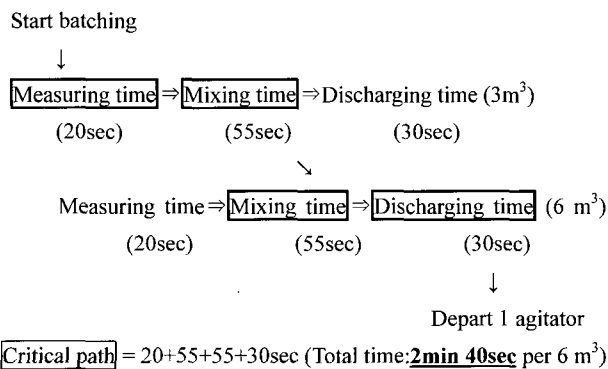 Start batching
↓
Measuring time ⇒ Mixing time ⇒ Discharging time (3m³)
(20sec) (55sec) (30sec)
↘
Measuring time ⇒ Mixing time ⇒ Discharging time (6 m³)
(20sec) (55sec) (30sec)
↓
Depart 1 agitator
Critical path = 20+55+55+30sec (Total time:2min 40sec per 6 m³)